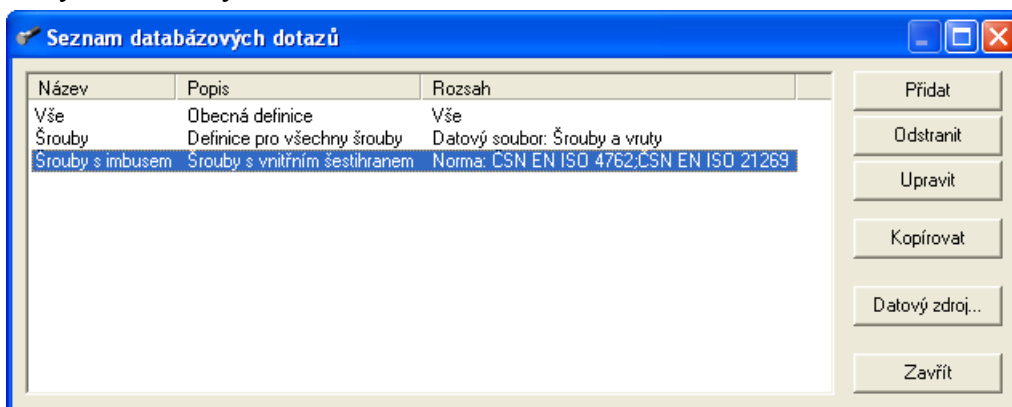 Seznam databázových dotazů
Název Popis Rozsah
Vše Obecná definice Vše
Šrouby Definice pro všechny šrouby Datový soubor: Šrouby a vruty
Šrouby s imbusem Šrouby s vnitřním šestihranem Norma: ČSN EN ISO 4762;ČSN EN ISO 21269
Přidat
Odstranit
Upravit
Kopírovat
Datový zdroj...
Zavřít